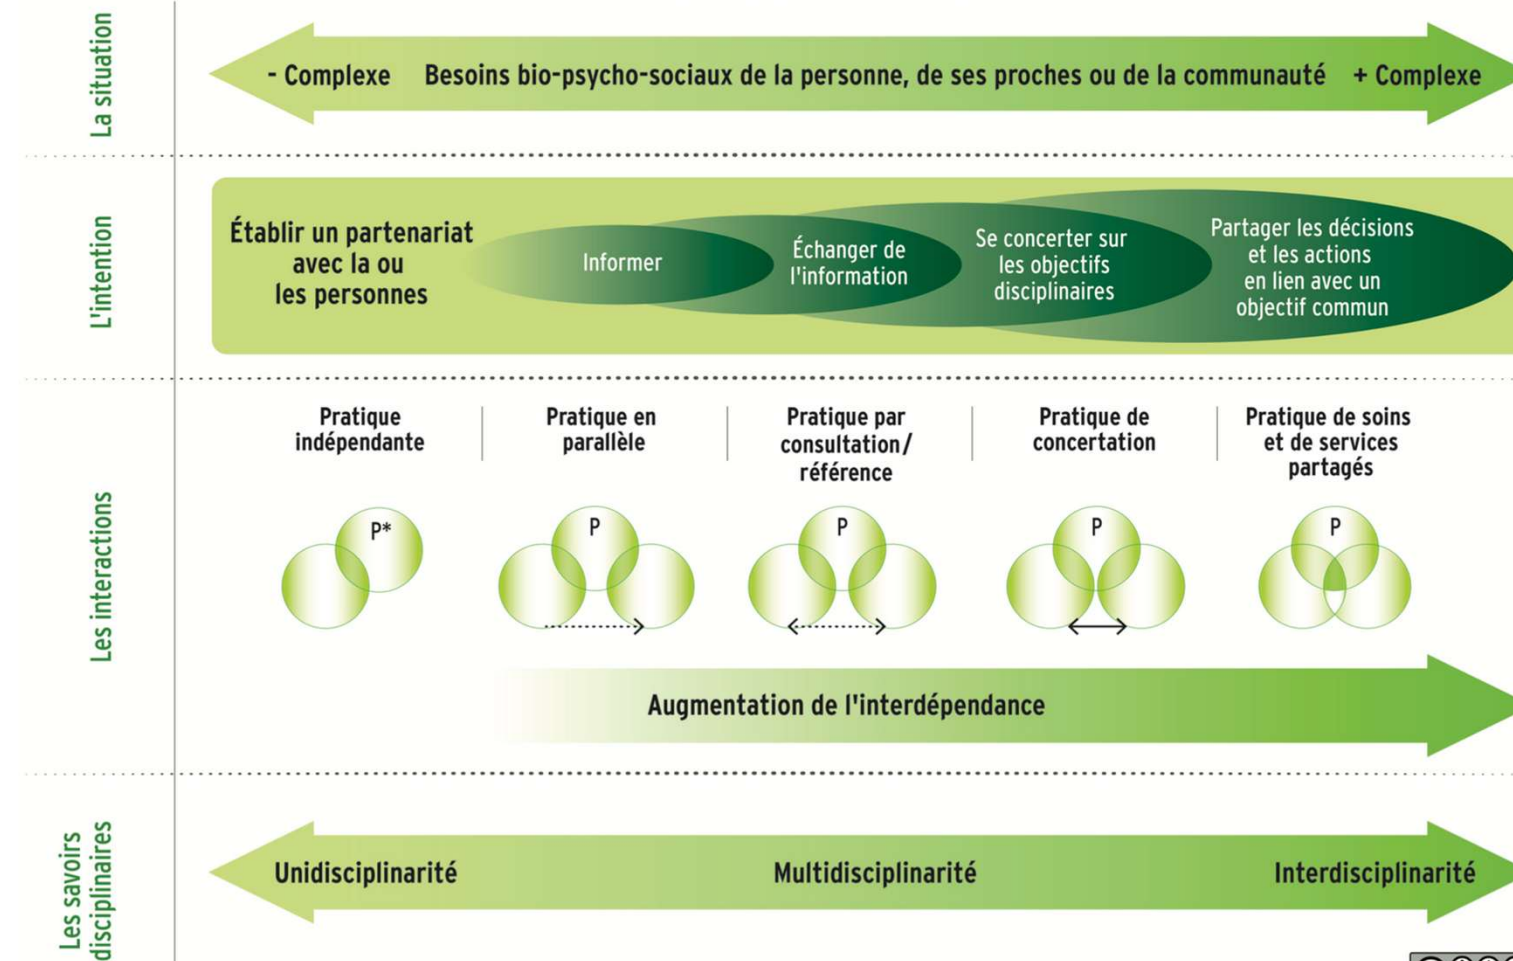 La situation
- Complexe Besoins bio-psycho-sociaux de la personne, de ses proches ou de la communauté + Complexe
L'intention
Établir un partenariat
avec la ou
les personnes
Informer
Échanger de
l'information
Se concerter sur
les objectifs
disciplinaires
Partager les décisions
et les actions
en lien avec un
objectif commun
Les interactions
Pratique
indépendante
Pratique en
parallèle
Pratique par
consultation/
référence
Pratique de
concertation
Pratique de soins
et de services
partagés
P*
P
P
P
P
Augmentation de l'interdépendance
Les savoirs
disciplinaires
Unidisciplinarité
Multidisciplinarité
Interdisciplinarité